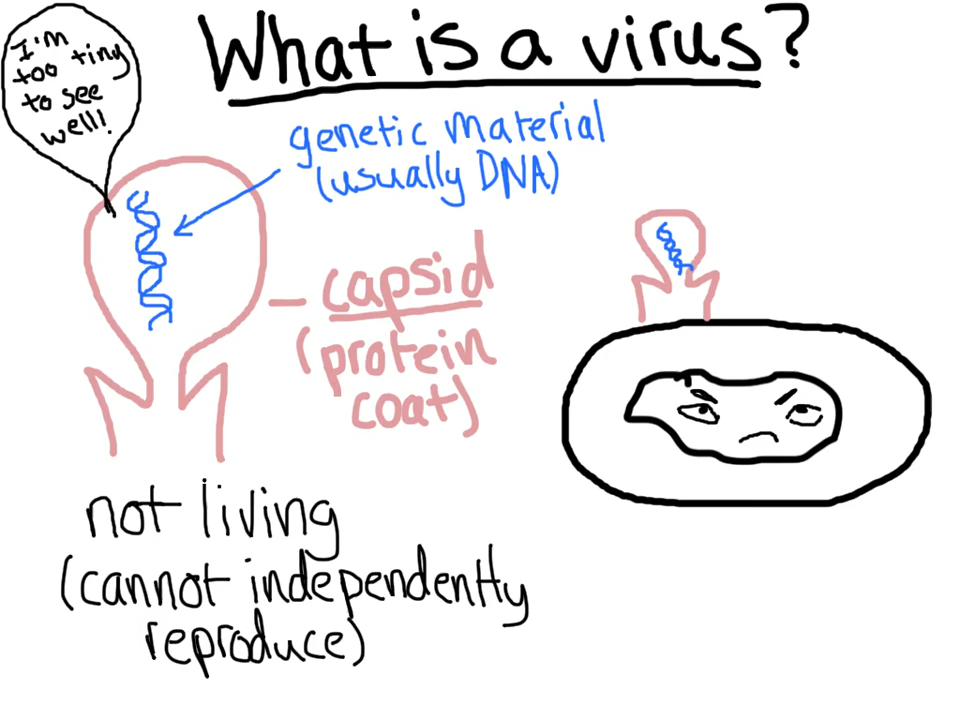 What is a virus?
I'm
too tiny
to see
well!
genetic material
(usually DNA)
capsid
(protein
coat)
not living
(cannot independently
reproduce)